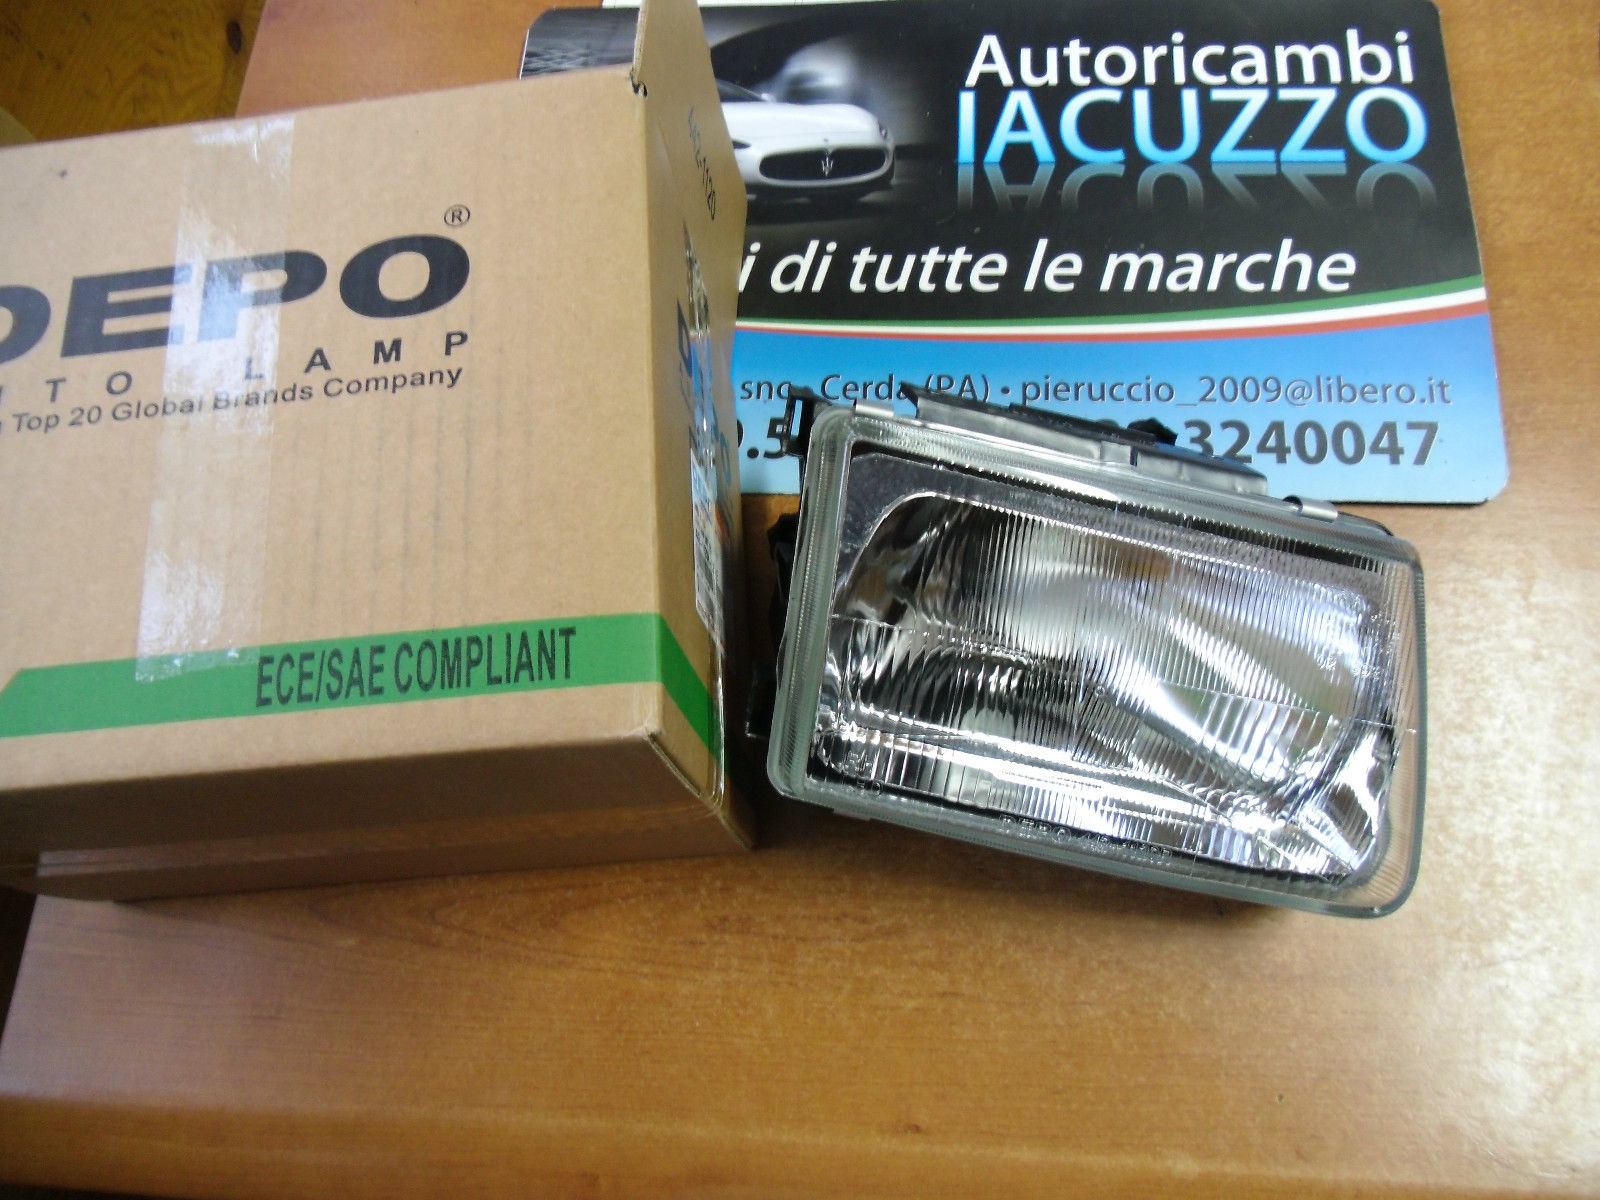 DEPO®
UTO LAMP
Top 20 Global Brands Company
ECE/SAE COMPLIANT
Autoricambi
IACUZZO
i di tutte le marche
snc Cerda (PA) • pieruccio_2009@libero.it
3240047